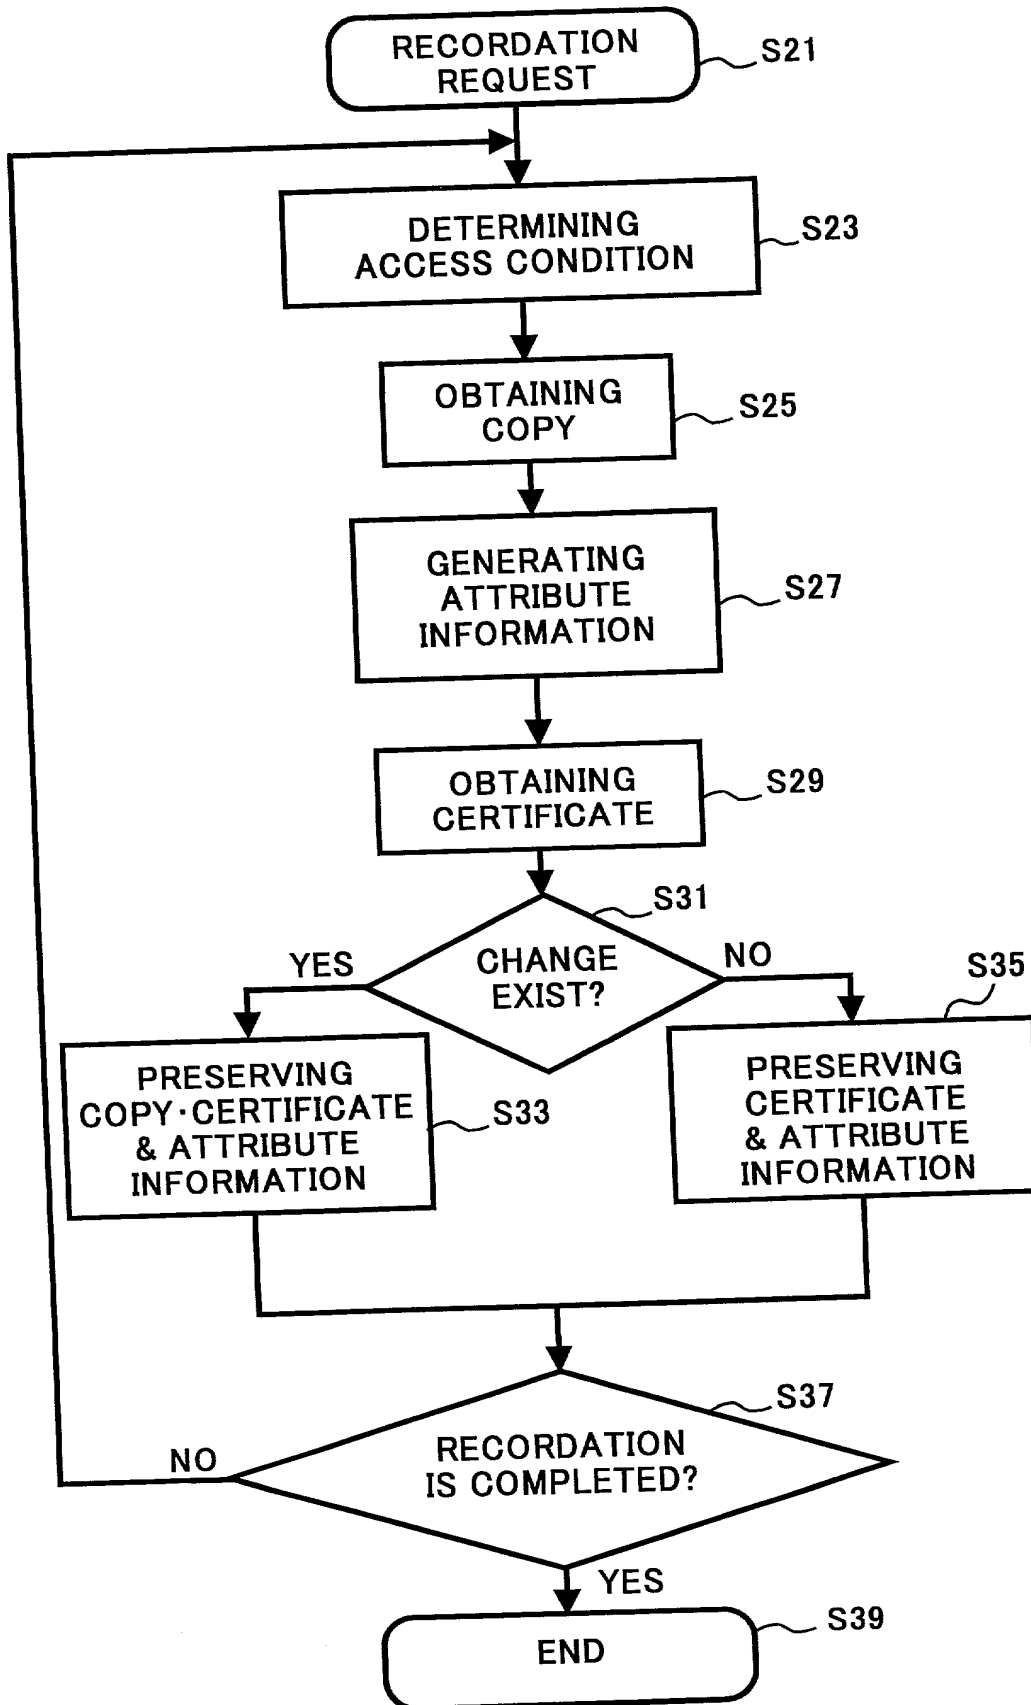 RECORDATION
REQUEST
S21
DETERMINING
ACCESS CONDITION
S23
OBTAINING
COPY
S25
GENERATING
ATTRIBUTE
INFORMATION
S27
OBTAINING
CERTIFICATE
S29
S31
CHANGE
EXIST?
YES
NO
S35
PRESERVING
COPY·CERTIFICATE
& ATTRIBUTE
INFORMATION
S33
PRESERVING
CERTIFICATE
& ATTRIBUTE
INFORMATION
S37
RECORDATION
IS COMPLETED?
NO
YES
END
S39